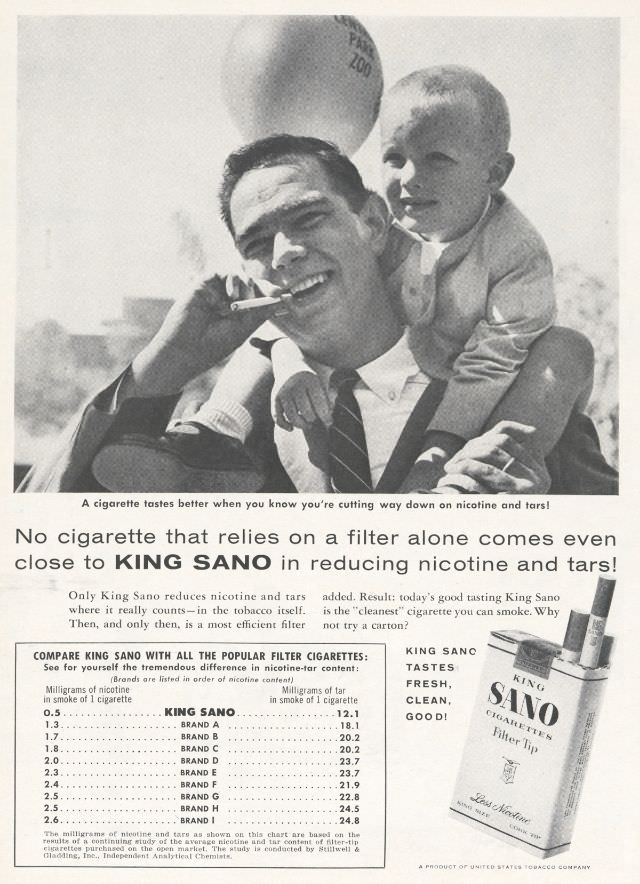 CENTRAL
PARK
ZOO
A cigarette tastes better when you know you're cutting way down on nicotine and tars!
No cigarette that relies on a filter alone comes even
close to KING SANO in reducing nicotine and tars!
Only King Sano reduces nicotine and tars
where it really counts—in the tobacco itself.
Then, and only then, is a most efficient filter
added. Result: today's good tasting King Sano
is the "cleanest" cigarette you can smoke. Why
not try a carton?
COMPARE KING SANO WITH ALL THE POPULAR FILTER CIGARETTES:
See for yourself the tremendous difference in nicotine-tar content:
(Brands are listed in order of nicotine content)
Milligrams of nicotine
in smoke of 1 cigarette
Milligrams of tar
in smoke of 1 cigarette
0.5 KING SANO 12.1
1.3 BRAND A 18.1
1.7 BRAND B 20.2
1.8 BRAND C 20.2
2.0 BRAND D 23.7
2.3 BRAND E 23.7
2.4 BRAND F 21.9
2.5 BRAND G 22.8
2.5 BRAND H 24.5
2.6 BRAND I 24.8
The milligrams of nicotine and tars as shown on this chart are based on the
results of a continuing study of the average nicotine and tar content of filter-tip
cigarettes purchased on the open market. The study is conducted by Stillwell &
Gladding, Inc., Independent Analytical Chemists.
KING SANO
TASTES
FRESH,
CLEAN,
GOOD!
KING
SANO
CIGARETTES
Filter Tip
Less Nicotine
KING SIZE CORK TIP
A PRODUCT OF UNITED STATES TOBACCO COMPANY